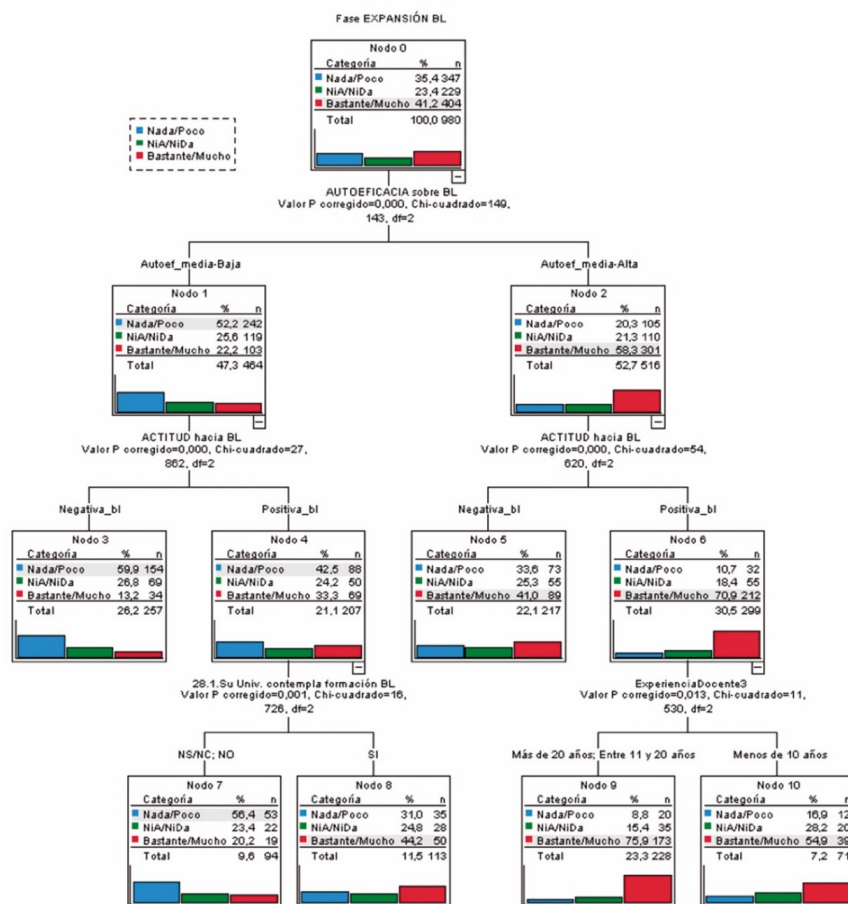 Fase EXPANSIÓN BL
Nodo 0
Categoría % n
Nada/Poco 35,4 347
NiA/NiDa 23,4 229
Bastante/Mucho 41,2 404
Total 100,0 980
Nada/Poco
NiA/NiDa
Bastante/Mucho
AUTOEFICACIA sobre BL
Valor P corregido=0,000, Chi-cuadrado=149,
143, df=2
Autoef_media-Baja
Autoef_media-Alta
Nodo 1
Categoría % n
Nada/Poco 52,2 242
NiA/NiDa 25,6 119
Bastante/Mucho 22,2 103
Total 47,3 464
Nodo 2
Categoría % n
Nada/Poco 20,3 105
NiA/NiDa 21,3 110
Bastante/Mucho 58,3 301
Total 52,7 516
ACTITUD hacia BL
Valor P corregido=0,000, Chi-cuadrado=27,
862, df=2
ACTITUD hacia BL
Valor P corregido=0,000, Chi-cuadrado=54,
620, df=2
Negativa_bl
Positiva_bl
Negativa_bl
Positiva_bl
Nodo 3
Categoría % n
Nada/Poco 59,9 154
NiA/NiDa 26,8 69
Bastante/Mucho 13,2 34
Total 26,2 257
Nodo 4
Categoría % n
Nada/Poco 42,5 88
NiA/NiDa 24,2 50
Bastante/Mucho 33,3 69
Total 21,1 207
Nodo 5
Categoría % n
Nada/Poco 33,6 73
NiA/NiDa 25,3 55
Bastante/Mucho 41,0 89
Total 22,1 217
Nodo 6
Categoría % n
Nada/Poco 10,7 32
NiA/NiDa 18,4 55
Bastante/Mucho 70,9 212
Total 30,5 299
28.1.Su Univ. contempla formación BL
Valor P corregido=0,001, Chi-cuadrado=16,
726, df=2
ExperienciaDocente3
Valor P corregido=0,013, Chi-cuadrado=11,
530, df=2
NS/NC; NO
SI
Más de 20 años; Entre 11 y 20 años
Menos de 10 años
Nodo 7
Categoría % n
Nada/Poco 56,4 53
NiA/NiDa 23,4 22
Bastante/Mucho 20,2 19
Total 9,6 94
Nodo 8
Categoría % n
Nada/Poco 31,0 35
NiA/NiDa 24,8 28
Bastante/Mucho 44,2 50
Total 11,5 113
Nodo 9
Categoría % n
Nada/Poco 8,8 20
NiA/NiDa 15,4 35
Bastante/Mucho 75,9 173
Total 23,3 228
Nodo 10
Categoría % n
Nada/Poco 16,9 12
NiA/NiDa 28,2 20
Bastante/Mucho 54,9 39
Total 7,2 71